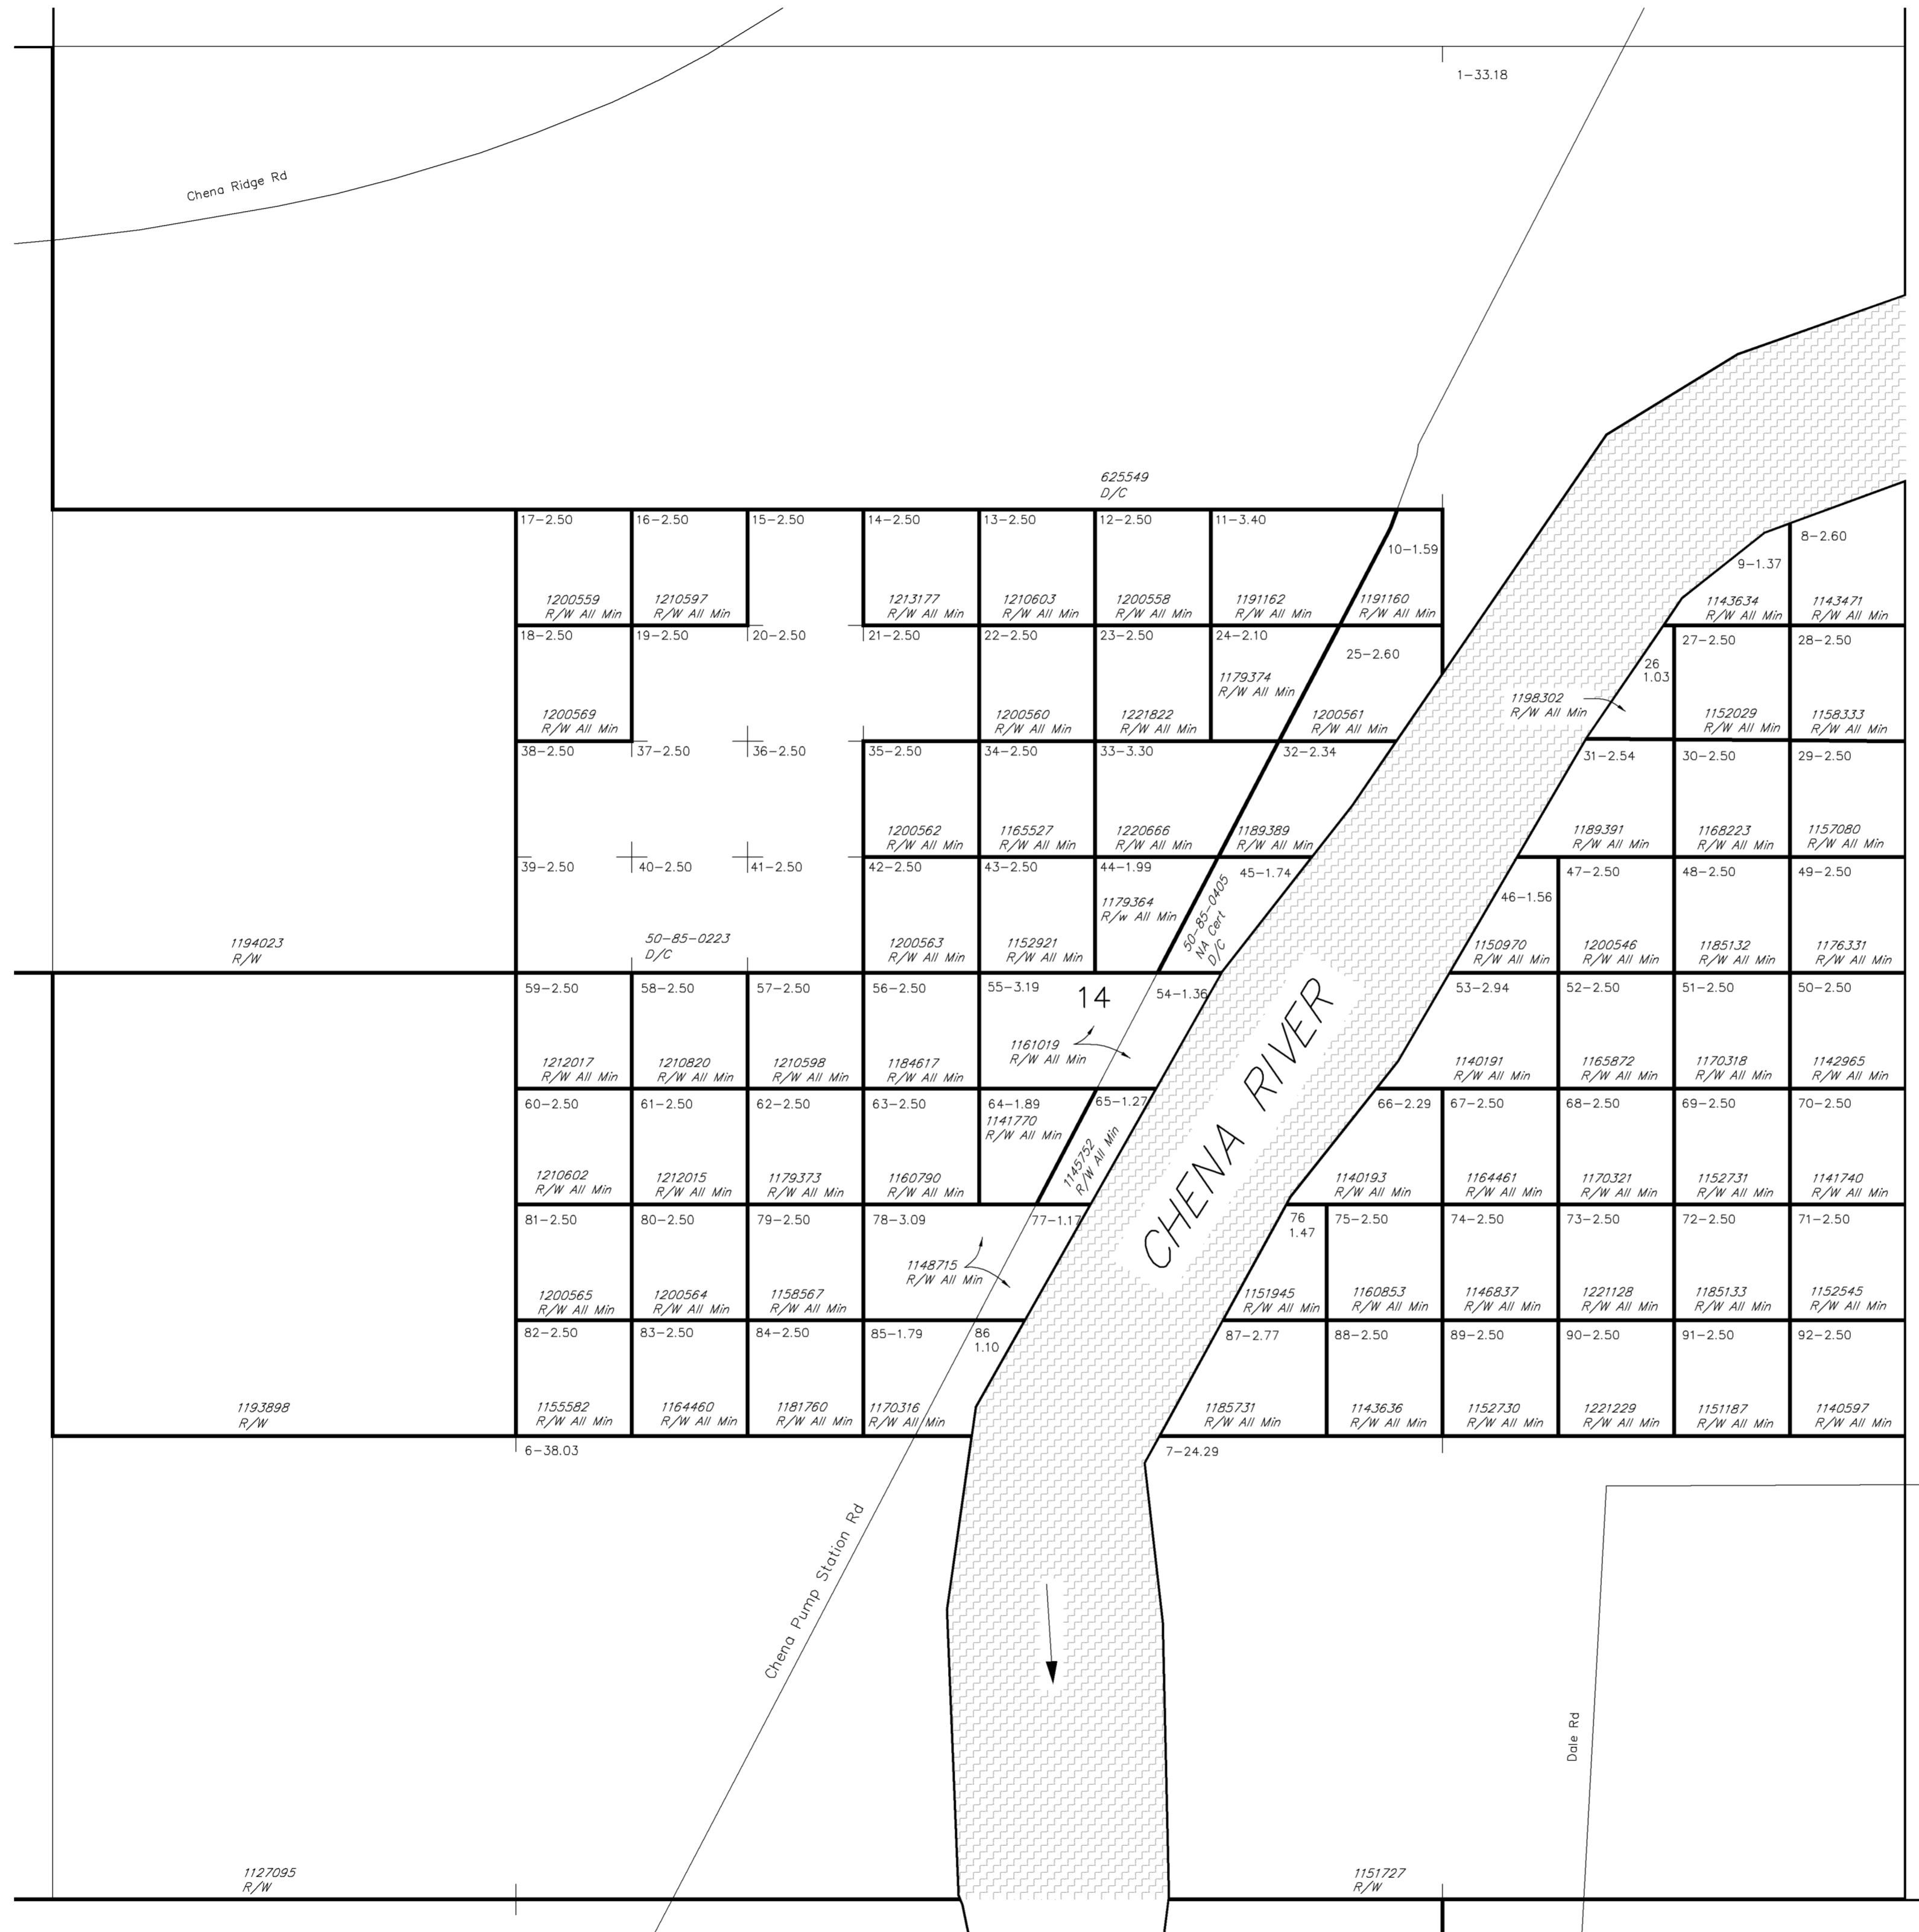 1-33.18
Chena Ridge Rd
625549
D/C
17-2.50
16-2.50
15-2.50
14-2.50
13-2.50
12-2.50
11-3.40
10-1.59
9-1.37
8-2.60
1200559
R/W All Min
1210597
R/W All Min
1213177
R/W All Min
1210603
R/W All Min
1200558
R/W All Min
1191162
R/W All Min
1191160
R/W All Min
1143634
R/W All Min
1143471
R/W All Min
18-2.50
19-2.50
20-2.50
21-2.50
22-2.50
23-2.50
24-2.10
25-2.60
26
1.03
27-2.50
28-2.50
1200569
R/W All Min
1200560
R/W All Min
1221822
R/W All Min
1179374
R/W All Min
1200561
R/W All Min
1198302
R/W All Min
1152029
R/W All Min
1158333
R/W All Min
38-2.50
37-2.50
36-2.50
35-2.50
34-2.50
33-3.30
32-2.34
31-2.54
30-2.50
29-2.50
1200562
R/W All Min
1165527
R/W All Min
1220666
R/W All Min
1189389
R/W All Min
1189391
R/W All Min
1168223
R/W All Min
1157080
R/W All Min
39-2.50
40-2.50
41-2.50
42-2.50
43-2.50
44-1.99
45-1.74
46-1.56
47-2.50
48-2.50
49-2.50
1194023
R/W
50-85-0223
D/C
1200563
R/W All Min
1152921
R/W All Min
1179364
R/w All Min
50-85-0405
NA Cert
D/C
1150970
R/W All Min
1200546
R/W All Min
1185132
R/W All Min
1176331
R/W All Min
59-2.50
58-2.50
57-2.50
56-2.50
55-3.19
14
54-1.36
53-2.94
52-2.50
51-2.50
50-2.50
1212017
R/W All Min
1210820
R/W All Min
1210598
R/W All Min
1184617
R/W All Min
1161019
R/W All Min
CHENA RIVER
1140191
R/W All Min
1165872
R/W All Min
1170318
R/W All Min
1142965
R/W All Min
60-2.50
61-2.50
62-2.50
63-2.50
64-1.89
65-1.27
66-2.29
67-2.50
68-2.50
69-2.50
70-2.50
1210602
R/W All Min
1212015
R/W All Min
1179373
R/W All Min
1160790
R/W All Min
1141770
R/W All Min
1145752
R/W All Min
1140193
R/W All Min
1164461
R/W All Min
1170321
R/W All Min
1152731
R/W All Min
1141740
R/W All Min
81-2.50
80-2.50
79-2.50
78-3.09
77-1.17
76
1.47
75-2.50
74-2.50
73-2.50
72-2.50
71-2.50
1200565
R/W All Min
1200564
R/W All Min
1158567
R/W All Min
1148715
R/W All Min
1151945
R/W All Min
1160853
R/W All Min
1146837
R/W All Min
1221128
R/W All Min
1185133
R/W All Min
1152545
R/W All Min
82-2.50
83-2.50
84-2.50
85-1.79
86
1.10
87-2.77
88-2.50
89-2.50
90-2.50
91-2.50
92-2.50
1193898
R/W
1155582
R/W All Min
1164460
R/W All Min
1181760
R/W All Min
1170316
R/W All Min
1185731
R/W All Min
1143636
R/W All Min
1152730
R/W All Min
1221229
R/W All Min
1151187
R/W All Min
1140597
R/W All Min
6-38.03
7-24.29
Chena Pump Station Rd
Dale Rd
1127095
R/W
1151727
R/W